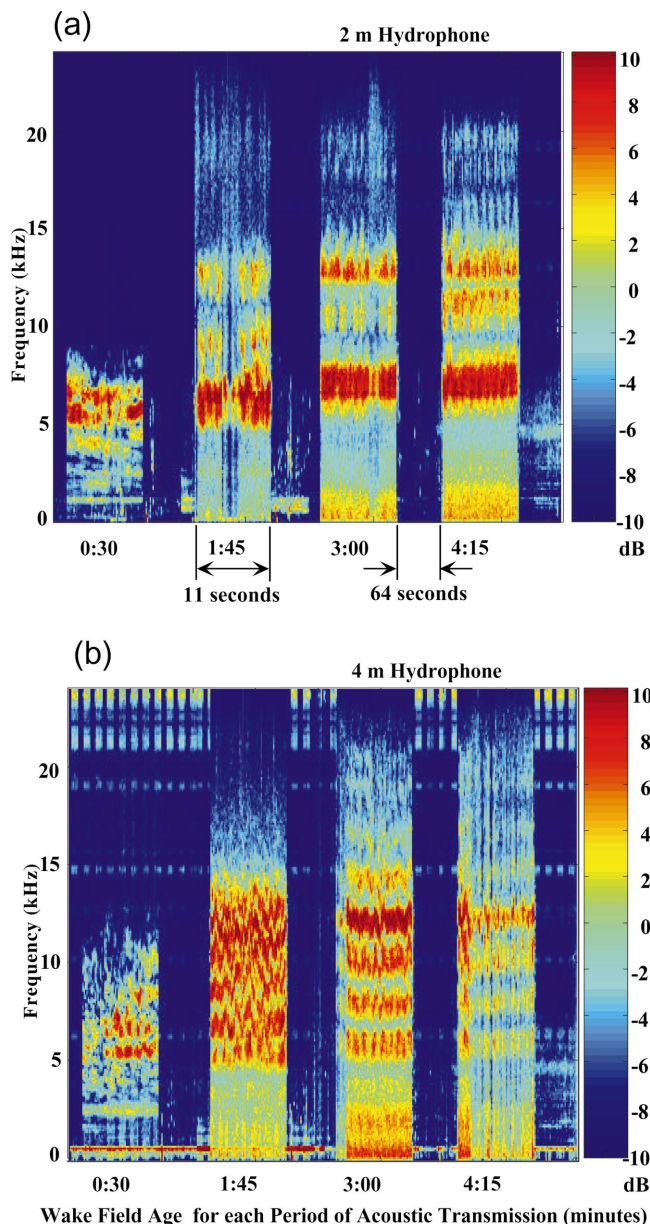 (a)
2 m Hydrophone
Frequency (kHz)
20
15
10
5
0
10
8
6
4
2
0
-2
-4
-6
-8
-10
dB
0:30 1:45 3:00 4:15
11 seconds 64 seconds
(b)
4 m Hydrophone
Frequency (kHz)
20
15
10
5
0
10
8
6
4
2
0
-2
-4
-6
-8
-10
dB
0:30 1:45 3:00 4:15
Wake Field Age for each Period of Acoustic Transmission (minutes)